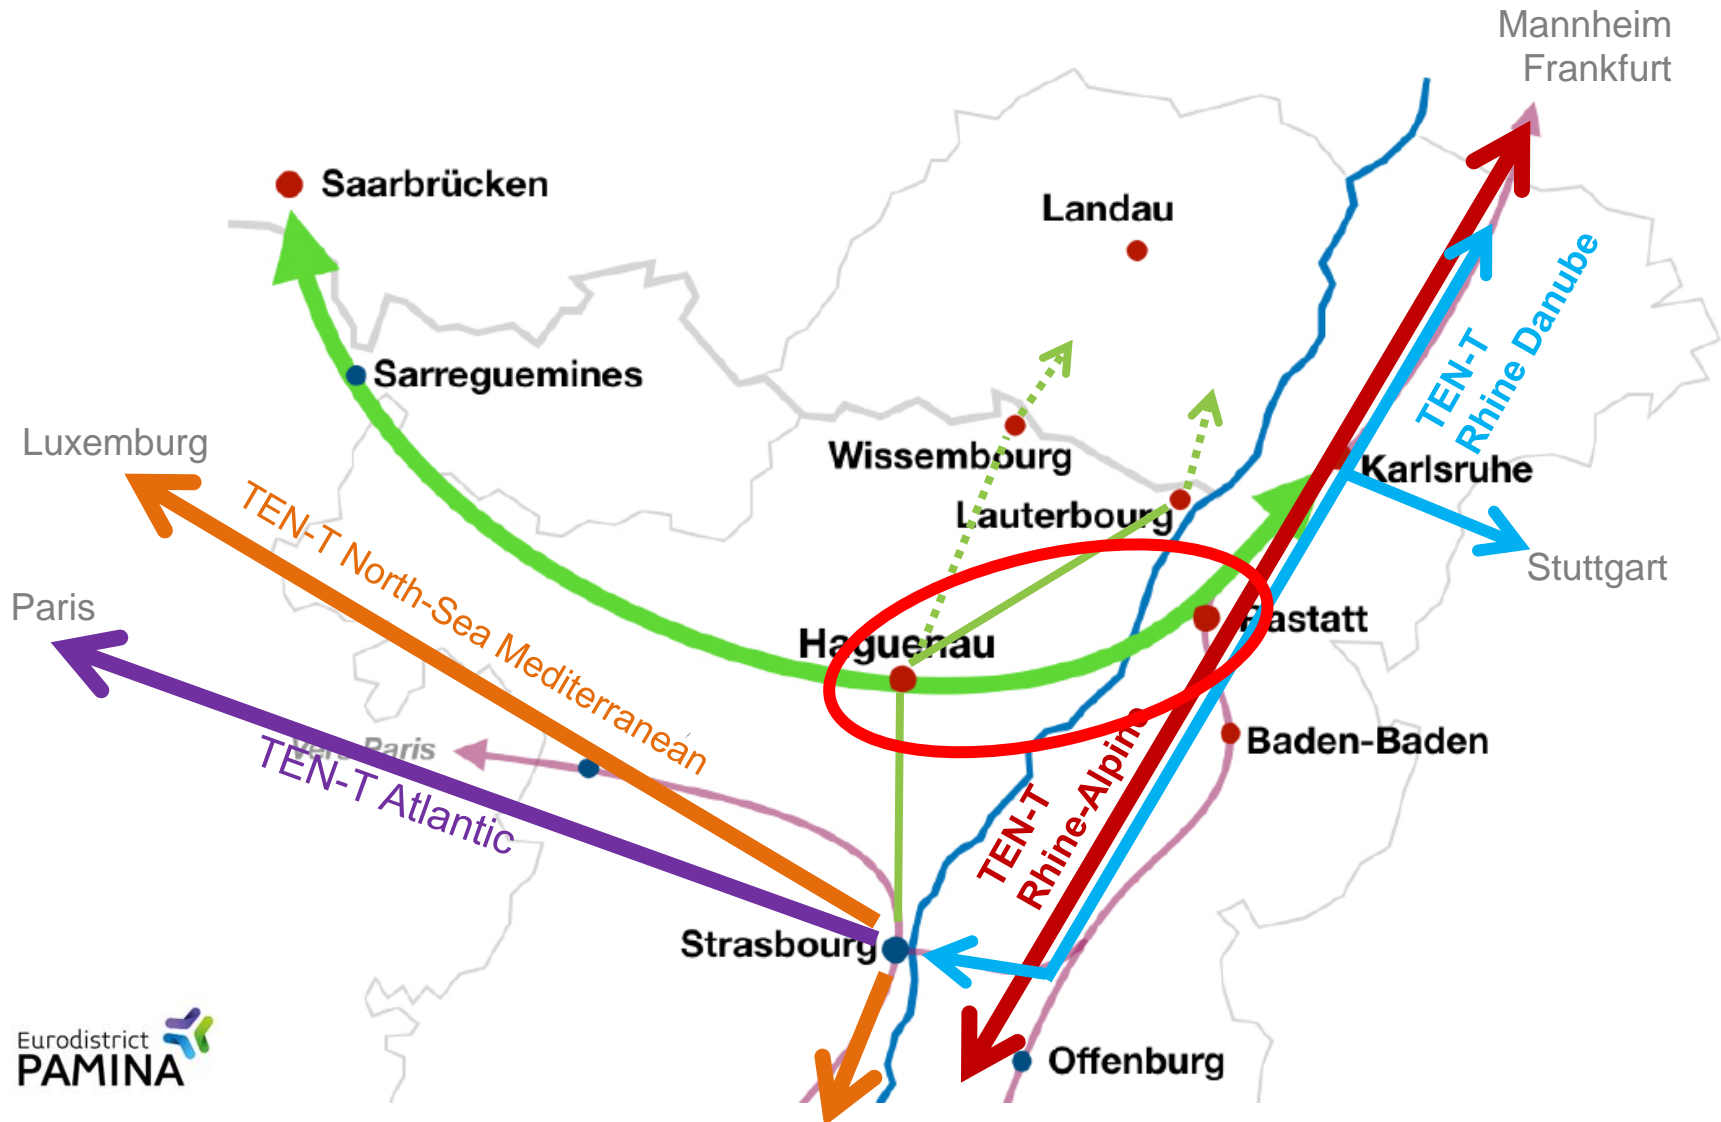 Mannheim
Frankfurt
Saarbrücken
Landau
TEN-T
Rhine Danube
Sarreguemines
Luxemburg
Wissembourg
Karlsruhe
TEN-T North-Sea Mediterranean
Lauterbourg
Stuttgart
Paris
Rastatt
Haguenau
Vers Paris
Baden-Baden
TEN-T Atlantic
TEN-T
Rhine-Alpine
Strasbourg
Offenburg
Eurodistrict
PAMINA